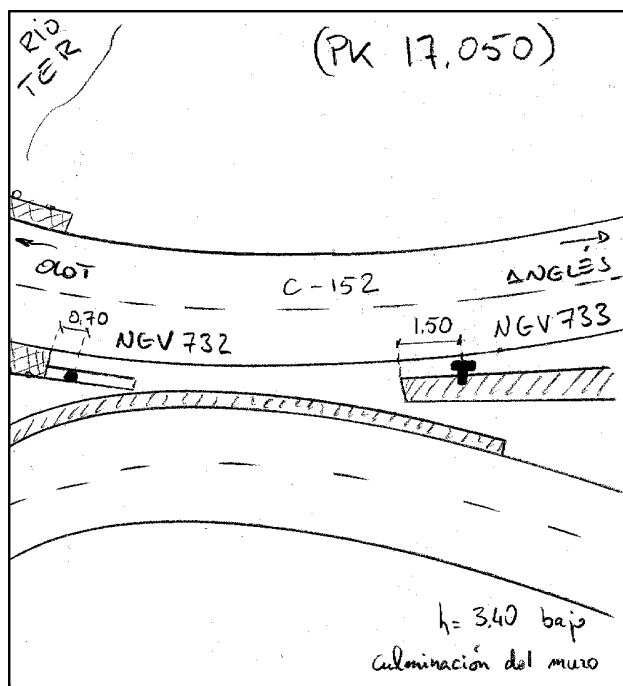 RIO
TER
(PK 17,050)
OLOT
C-152
ANGLÉS
0,70
NGV 732
1,50
NGV 733
h= 3,40 bajo
culminación del muro